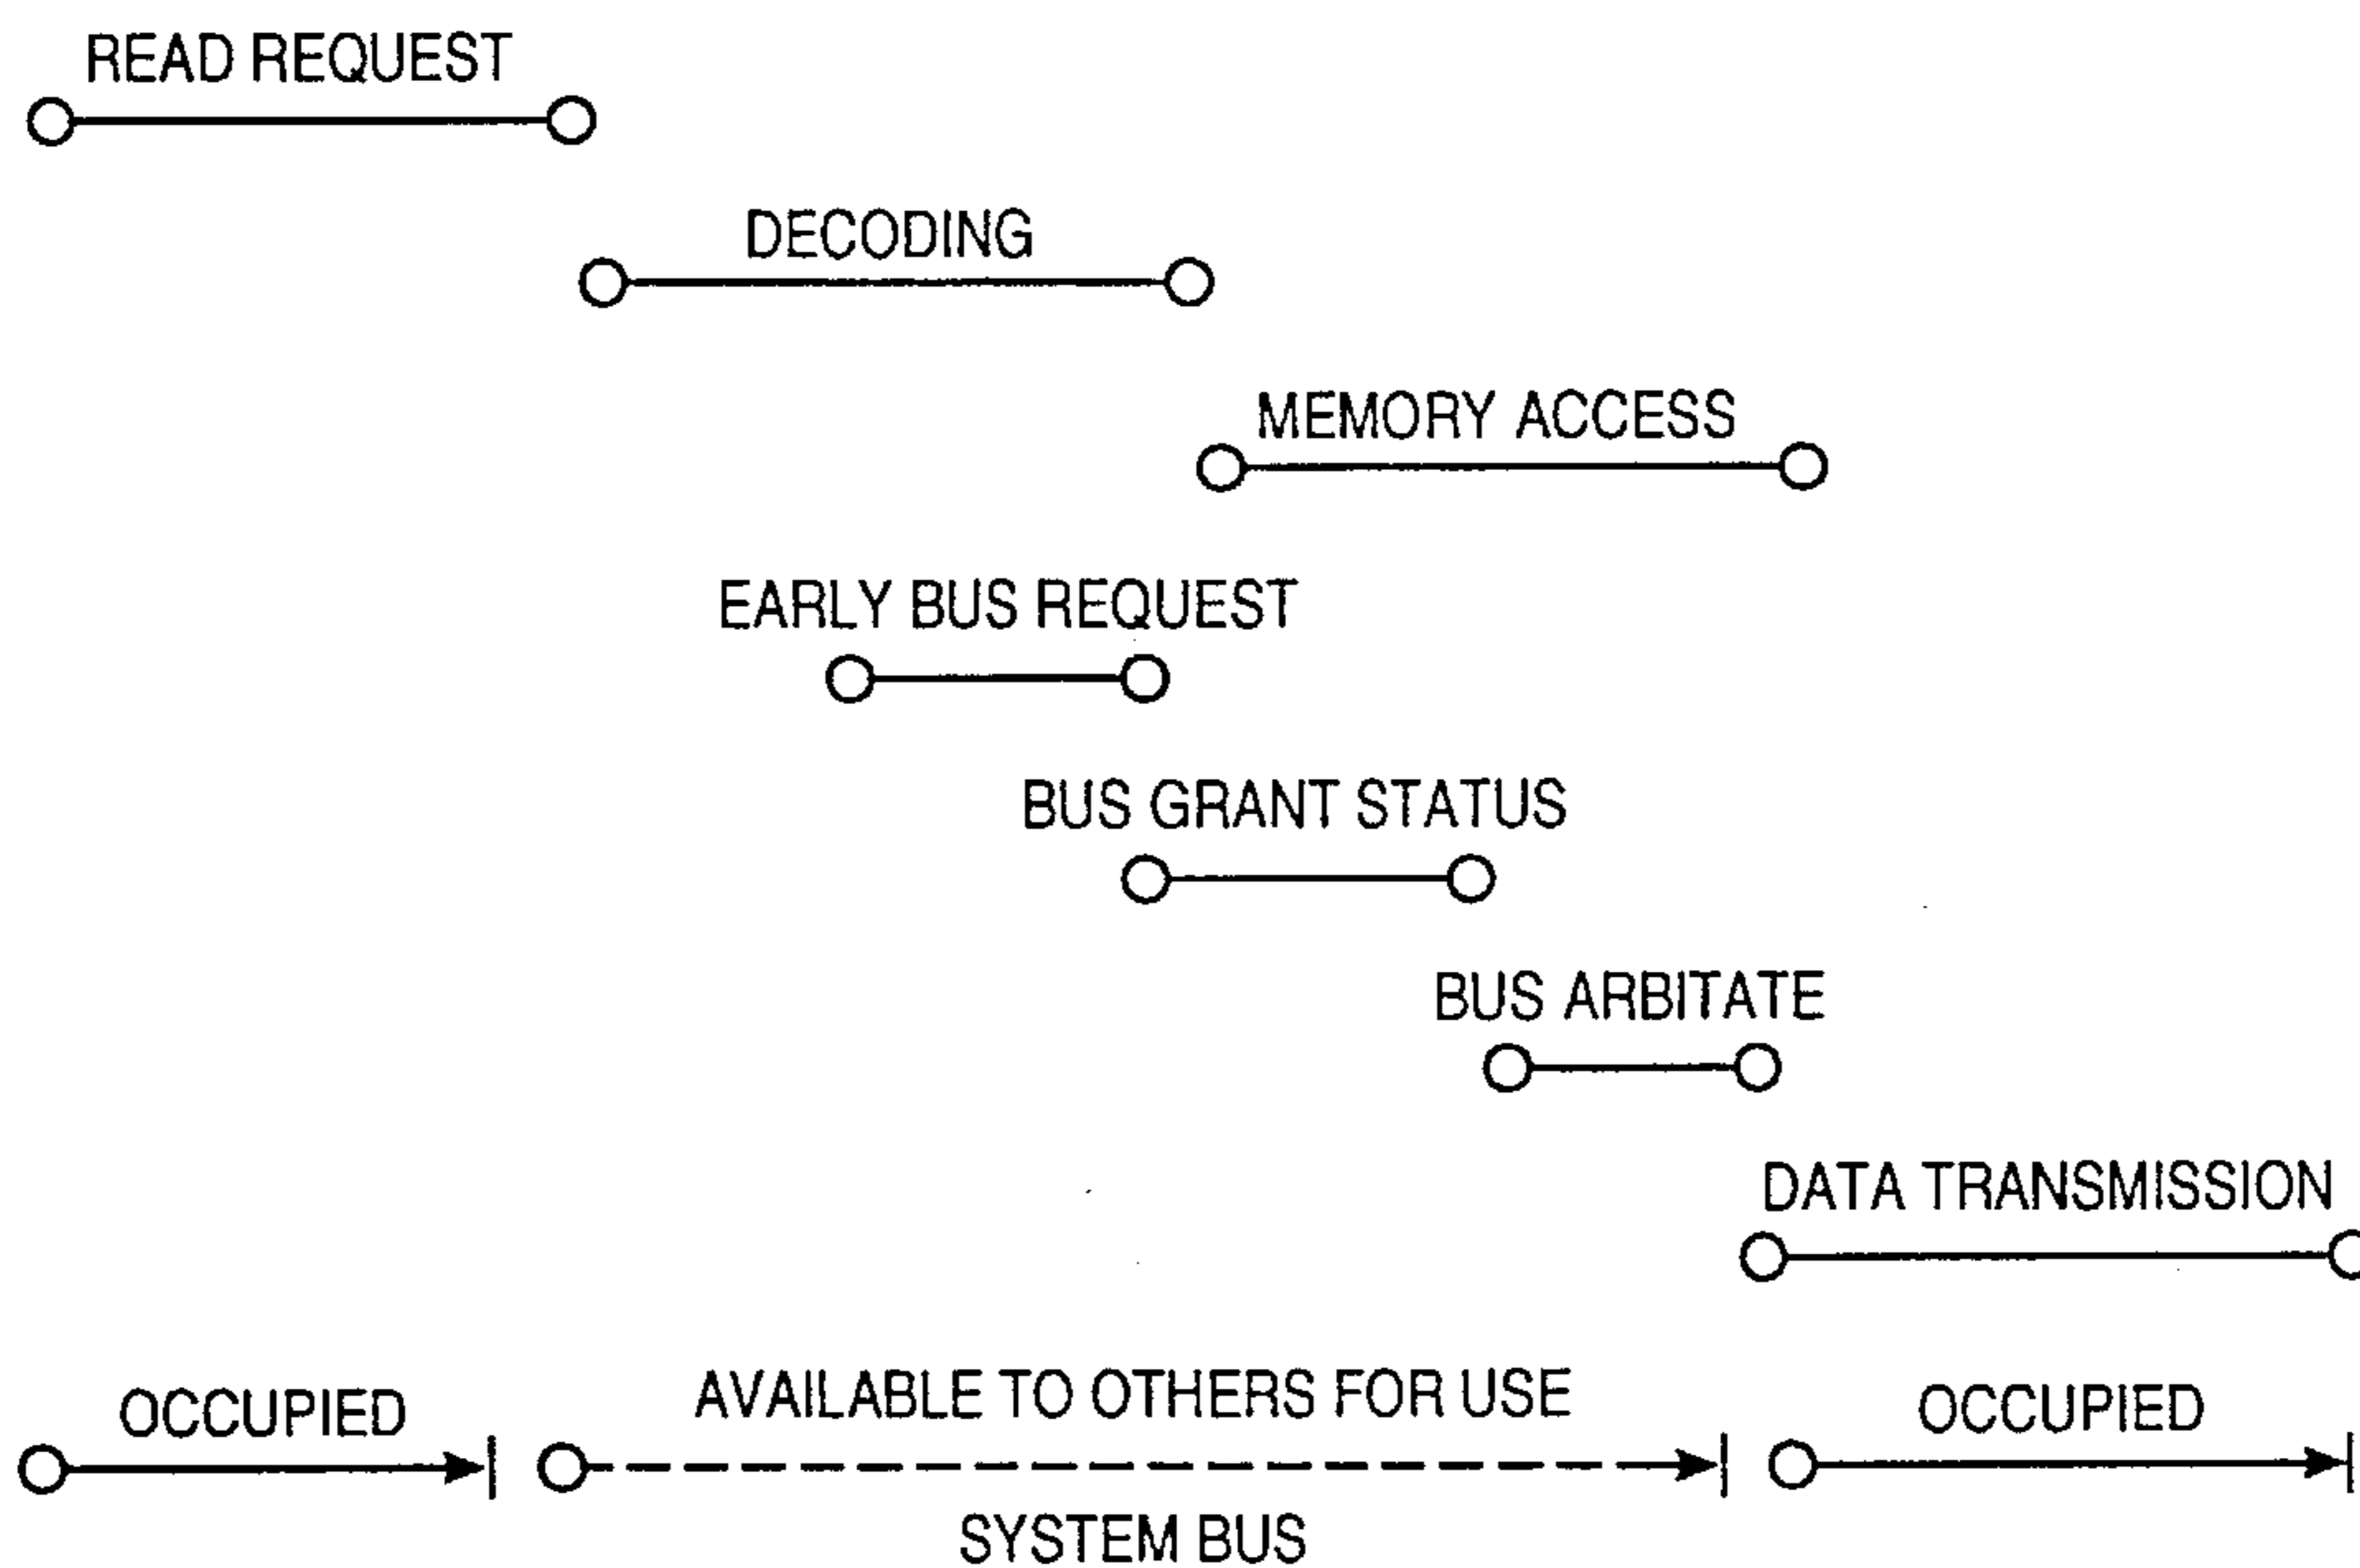 READ REQUEST
DECODING
MEMORY ACCESS
EARLY BUS REQUEST
BUS GRANT STATUS
BUS ARBITATE
DATA TRANSMISSION
OCCUPIED
AVAILABLE TO OTHERS FOR USE
OCCUPIED
SYSTEM BUS